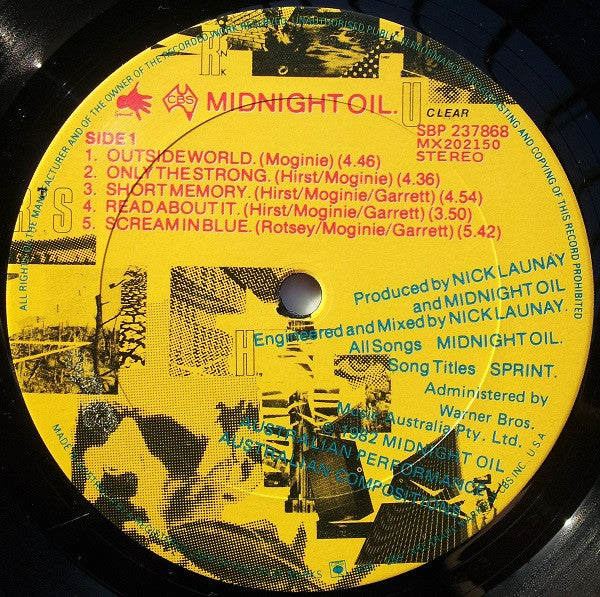 ALL RIGHTS OF THE MANUFACTURER AND OF THE OWNER OF THE RECORDED WORK RESERVED. UNAUTHORISED PUBLIC PERFORMANCE BROADCASTING AND COPYING OF THIS RECORD PROHIBITED
CBS
MIDNIGHT OIL.
CLEAR
SBP 237868
MX202150
STEREO
SIDE 1
1. OUTSIDE WORLD. (Moginie) (4.46)
2. ONLY THE STRONG. (Hirst/Moginie) (4.36)
3. SHORT MEMORY. (Hirst/Moginie/Garrett) (4.54)
4. READ ABOUT IT. (Hirst/Moginie/Garrett) (3.50)
5. SCREAM IN BLUE. (Rotsey/Moginie/Garrett) (5.42)
Produced by NICK LAUNAY
and MIDNIGHT OIL
Engineered and Mixed by NICK LAUNAY.
All Songs MIDNIGHT OIL.
Song Titles SPRINT.
Administered by
Warner Bros.
Music Australia Pty. Ltd.
© 1982 MIDNIGHT OIL
AUSTRALIAN PERFORMANCE
AUSTRALIAN COMPOSITIONS
CBS INC. U.S.A.